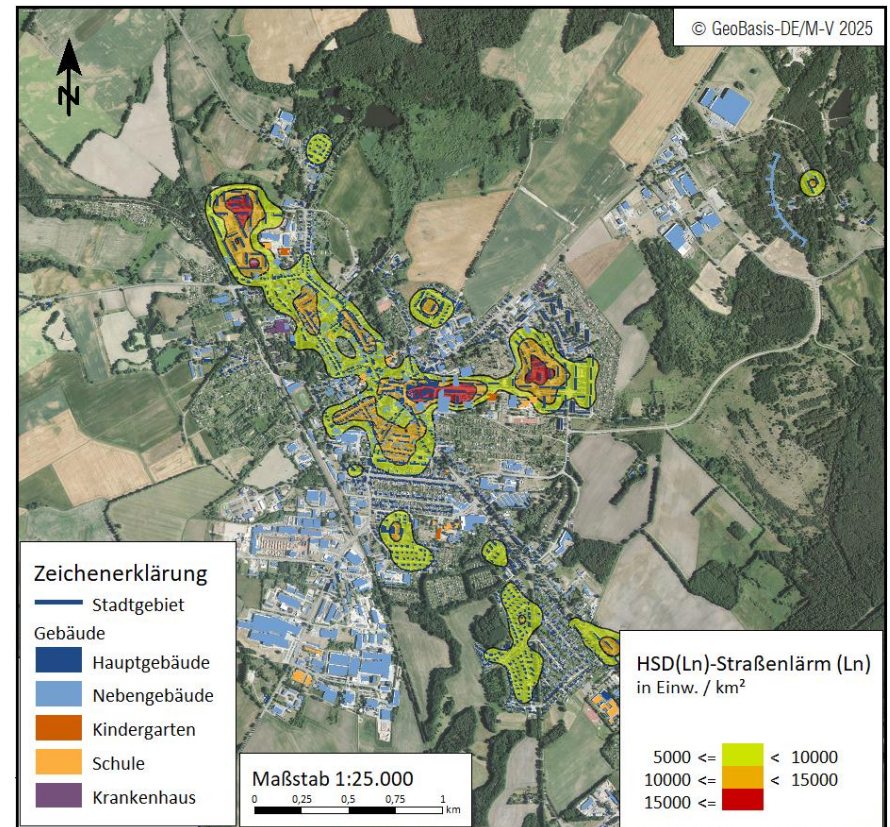 © GeoBasis-DE/M-V 2025
N
Zeichenerklärung
Stadtgebiet
Gebäude
Hauptgebäude
Nebengebäude
Kindergarten
Schule
Krankenhaus
Maßstab 1:25.000
0 0,25 0,5 0,75 1
km
HSD(Ln)-Straßenlärm (Ln)
in Einw. / km²
5000 <= < 10000
10000 <= < 15000
15000 <=